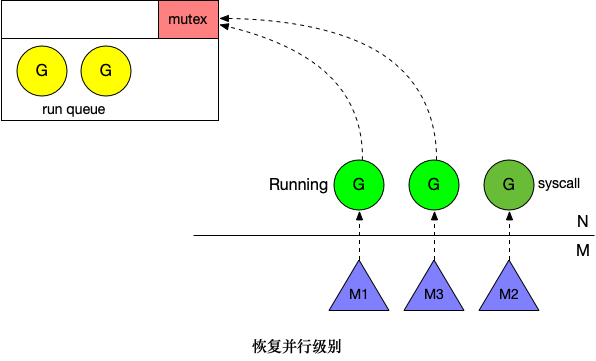 mutex
G G
run queue
Running G G G syscall
N
M
M1 M3 M2
恢复并行级别